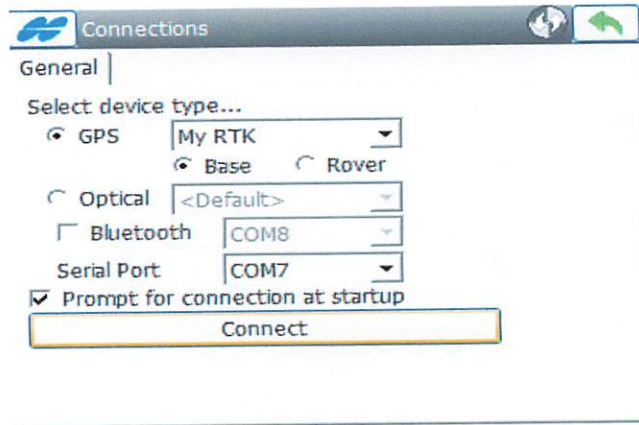 Connections
General
Select device type...
GPS My RTK
Base Rover
Optical <Default>
Bluetooth COM8
Serial Port COM7
Prompt for connection at startup
Connect